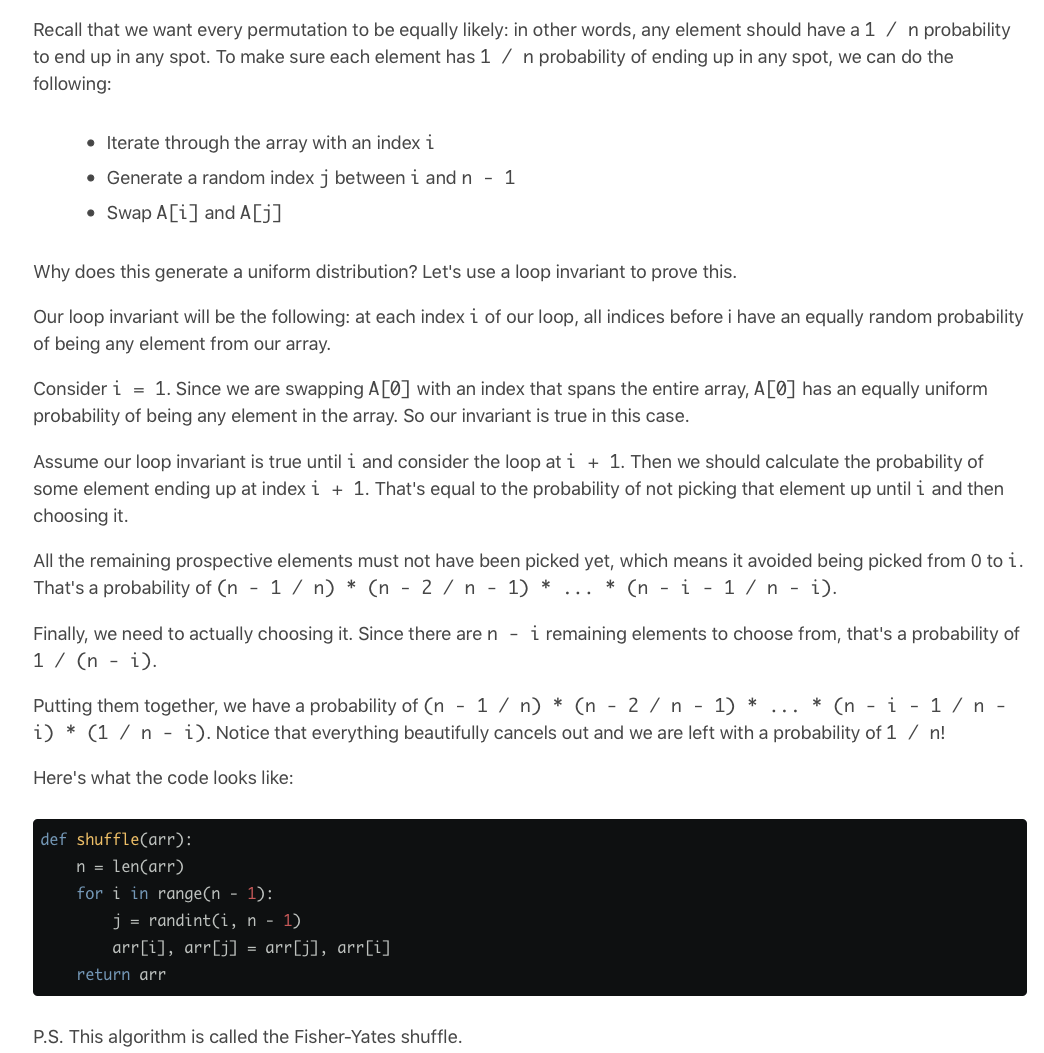 Recall that we want every permutation to be equally likely: in other words, any element should have a 1 / n probability
to end up in any spot. To make sure each element has 1 / n probability of ending up in any spot, we can do the
following:
• Iterate through the array with an index i
• Generate a random index j between i and n - 1
• Swap A[i] and A[j]
Why does this generate a uniform distribution? Let's use a loop invariant to prove this.
Our loop invariant will be the following: at each index i of our loop, all indices before i have an equally random probability
of being any element from our array.
Consider i = 1. Since we are swapping A[0] with an index that spans the entire array, A[0] has an equally uniform
probability of being any element in the array. So our invariant is true in this case.
Assume our loop invariant is true until i and consider the loop at i + 1. Then we should calculate the probability of
some element ending up at index i + 1. That's equal to the probability of not picking that element up until i and then
choosing it.
All the remaining prospective elements must not have been picked yet, which means it avoided being picked from 0 to i.
That's a probability of (n - 1 / n) * (n - 2 / n - 1) * ... * (n - i - 1 / n - i).
Finally, we need to actually choosing it. Since there are n - i remaining elements to choose from, that's a probability of
1 / (n - i).
Putting them together, we have a probability of (n - 1 / n) * (n - 2 / n - 1) * ... * (n - i - 1 / n -
i) * (1 / n - i). Notice that everything beautifully cancels out and we are left with a probability of 1 / n!
Here's what the code looks like:
def shuffle(arr):
    n = len(arr)
    for i in range(n - 1):
        j = randint(i, n - 1)
        arr[i], arr[j] = arr[j], arr[i]
    return arr
P.S. This algorithm is called the Fisher-Yates shuffle.